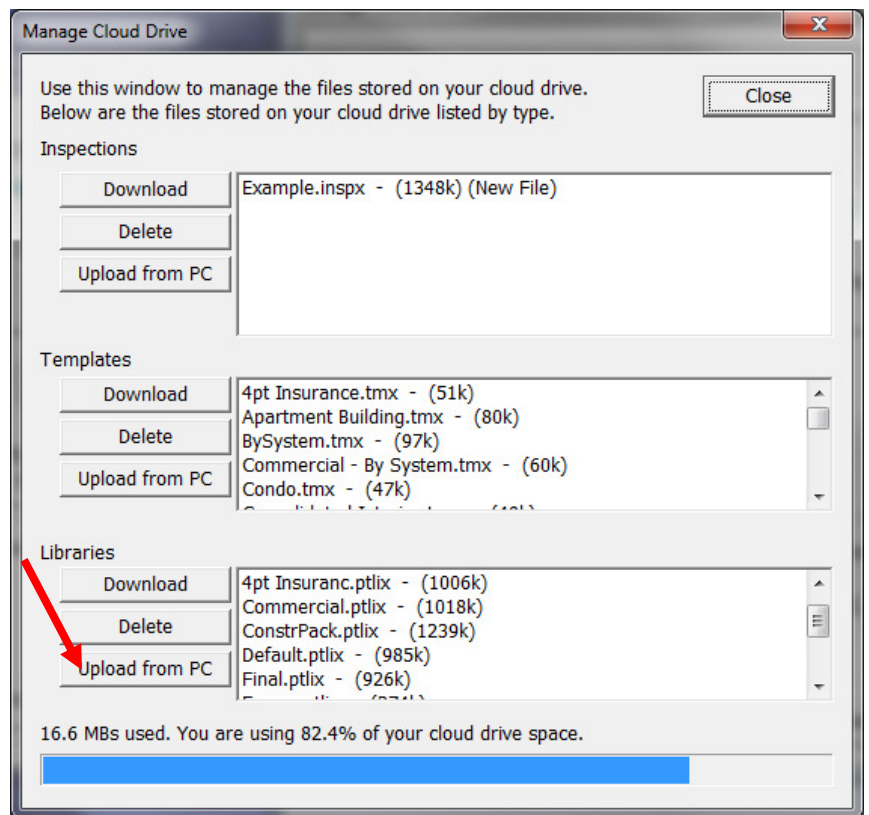 Manage Cloud Drive
Use this window to manage the files stored on your cloud drive.
Below are the files stored on your cloud drive listed by type.
Close
Inspections
Download
Delete
Upload from PC
Example.inspx - (1348k) (New File)
Templates
Download
Delete
Upload from PC
4pt Insurance.tmx - (51k)
Apartment Building.tmx - (80k)
BySystem.tmx - (97k)
Commercial - By System.tmx - (60k)
Condo.tmx - (47k)
Libraries
Download
Delete
Upload from PC
4pt Insuranc.ptlix - (1006k)
Commercial.ptlix - (1018k)
ConstrPack.ptlix - (1239k)
Default.ptlix - (985k)
Final.ptlix - (926k)
16.6 MBs used. You are using 82.4% of your cloud drive space.